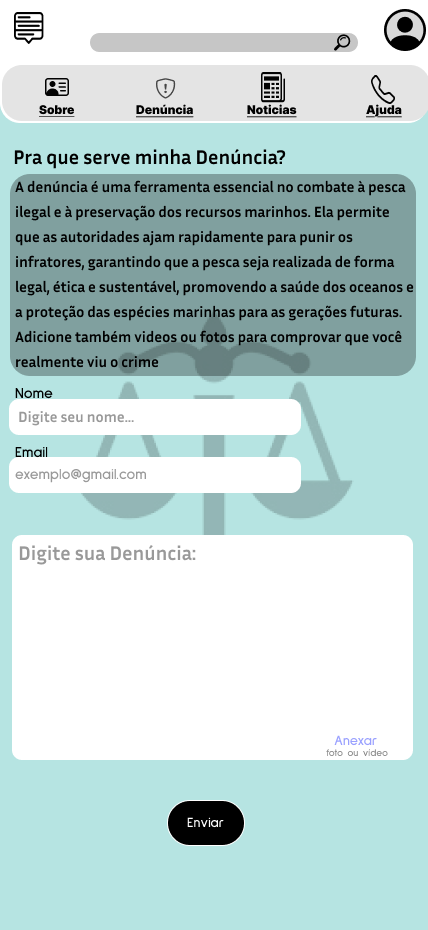 Sobre
Denúncia
Noticias
Ajuda
Pra que serve minha Denúncia?
A denúncia é uma ferramenta essencial no combate à pesca
ilegal e à preservação dos recursos marinhos. Ela permite
que as autoridades ajam rapidamente para punir os
infratores, garantindo que a pesca seja realizada de forma
legal, ética e sustentável, promovendo a saúde dos oceanos e
a proteção das espécies marinhas para as gerações futuras.
Adicione também videos ou fotos para comprovar que você
realmente viu o crime
Nome
Digite seu nome...
Email
exemplo@gmail.com
Digite sua Denúncia:
Anexar
foto ou vídeo
Enviar